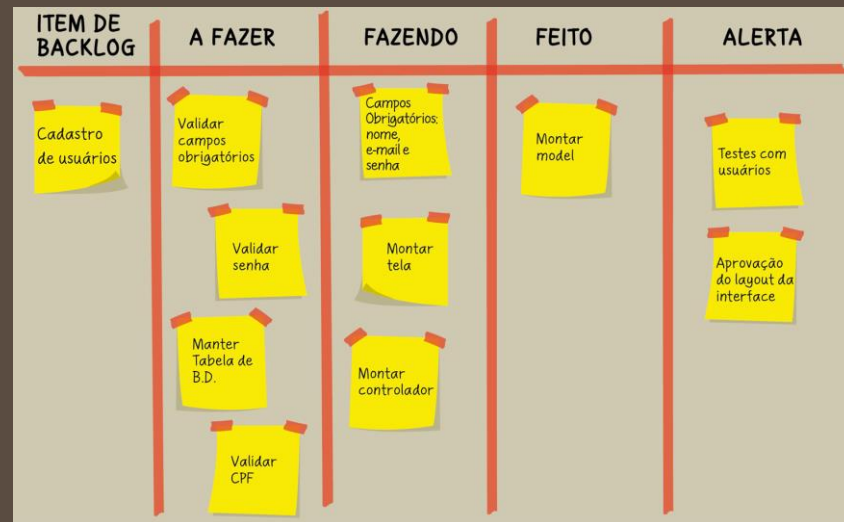 ITEM DE
BACKLOG
A FAZER
FAZENDO
FEITO
ALERTA
Cadastro
de usuários
Validar
campos
obrigatórios
Validar
senha
Manter
Tabela de
B.D.
Validar
CPF
Campos
Obrigatórios:
nome,
e-mail e
senha
Montar
tela
Montar
controlador
Montar
model
Testes com
usuários
Aprovação
do layout da
interface